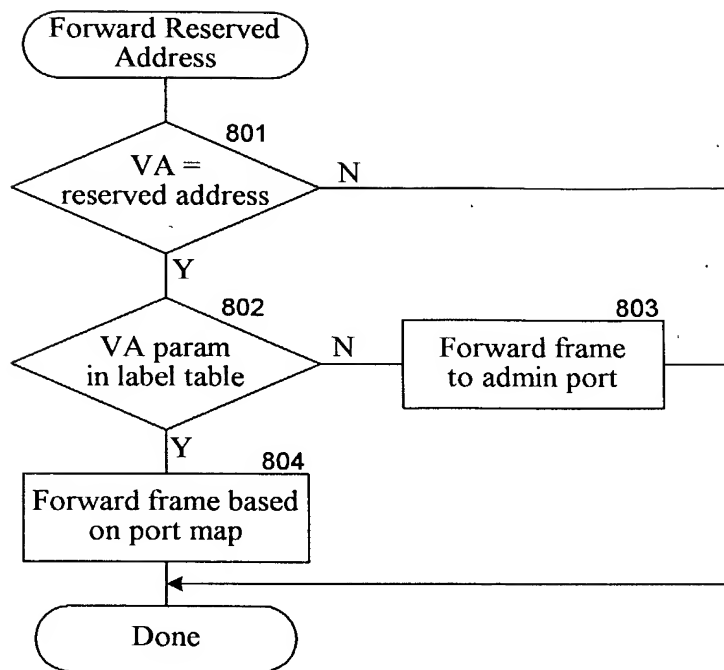 Forward Reserved
Address
801
VA =
reserved address
N
Y
802
VA param
in label table
N
803
Forward frame
to admin port
Y
804
Forward frame based
on port map
Done